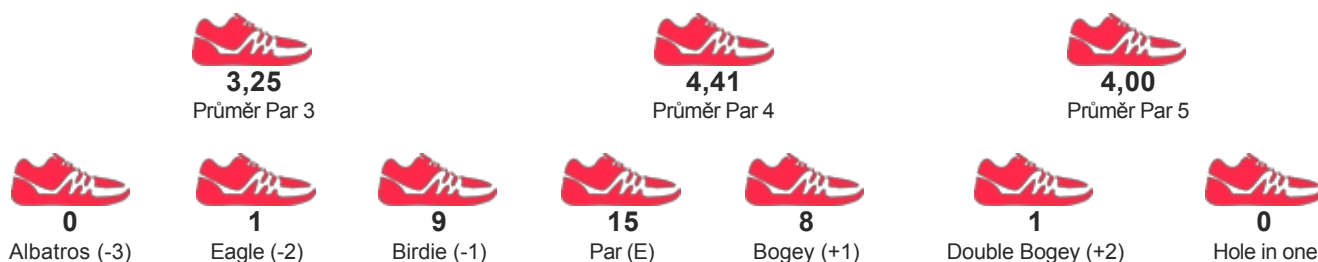 3,25 4,41 4,00
Průměr Par 3 Průměr Par 4 Průměr Par 5
0 1 9 15 8 1 0
Albatros (-3) Eagle (-2) Birdie (-1) Par (E) Bogey (+1) Double Bogey (+2) Hole in one